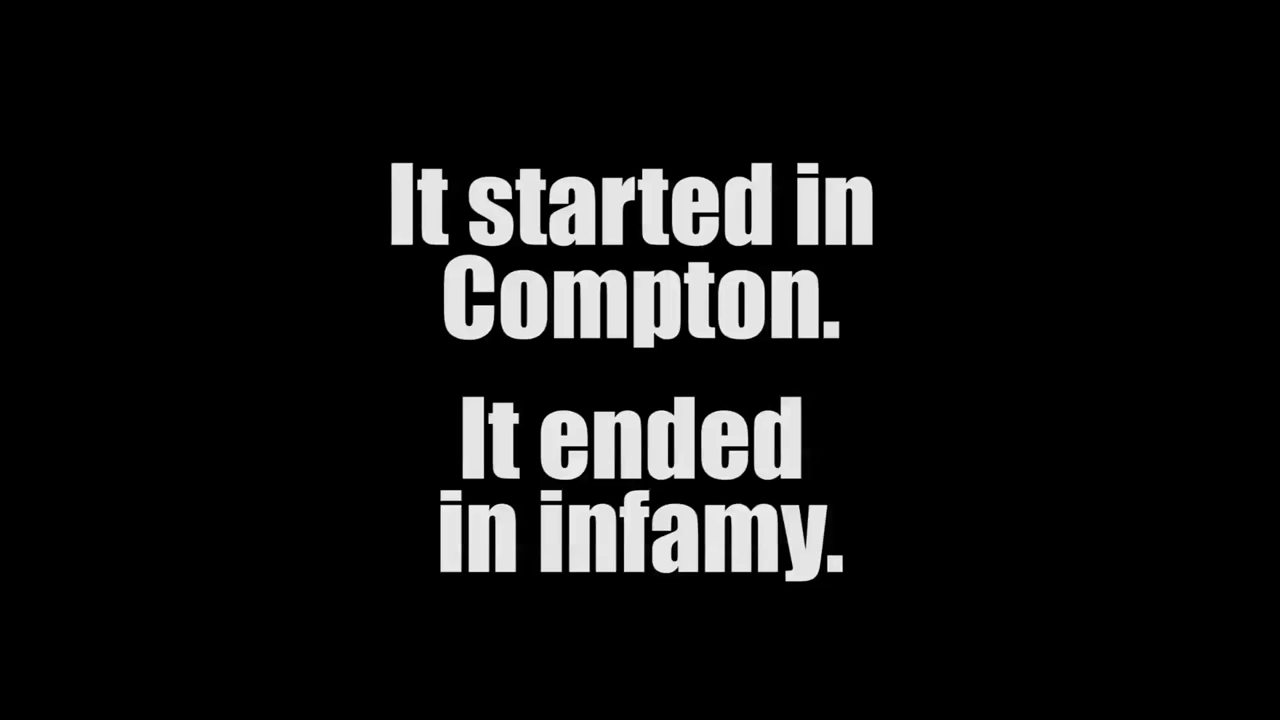 It started in
Compton.
It ended
in infamy.